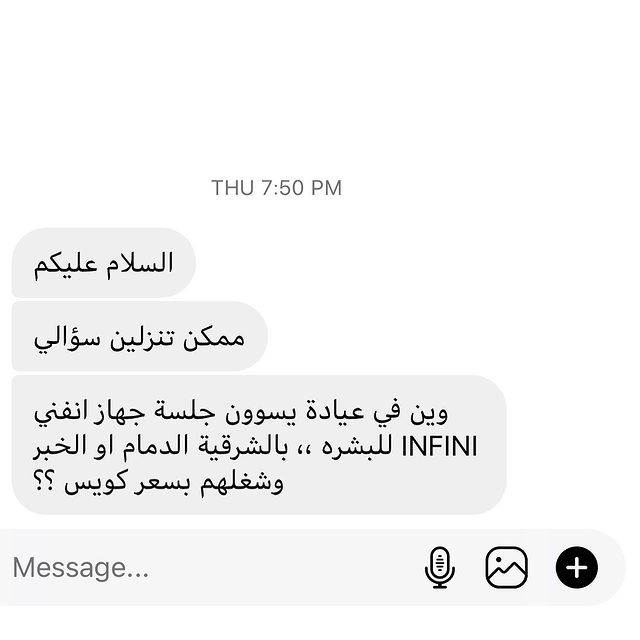 THU 7:50 PM
السلام عليكم
ممكن تنزلين سؤالي
وين في عيادة يسوون جلسة جهاز انفني
INFINI للبشره ،، بالشرقية الدمام او الخبر
وشغلهم بسعر كويس ؟؟
Message...